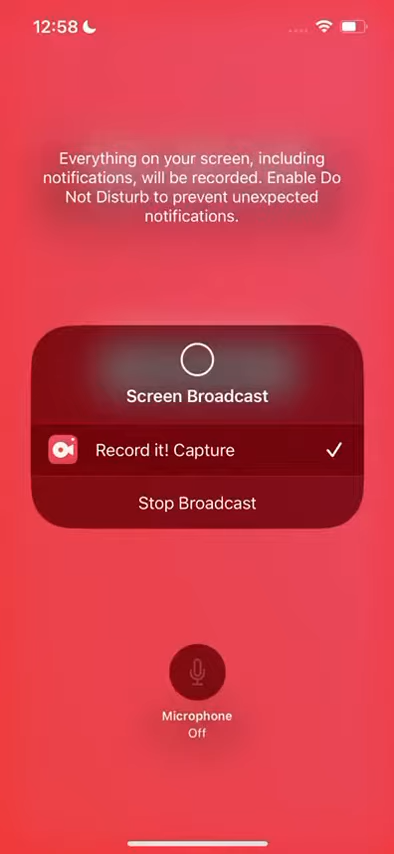 12:58
Everything on your screen, including
notifications, will be recorded. Enable Do
Not Disturb to prevent unexpected
notifications.
Screen Broadcast
Record it! Capture
Stop Broadcast
Microphone
Off